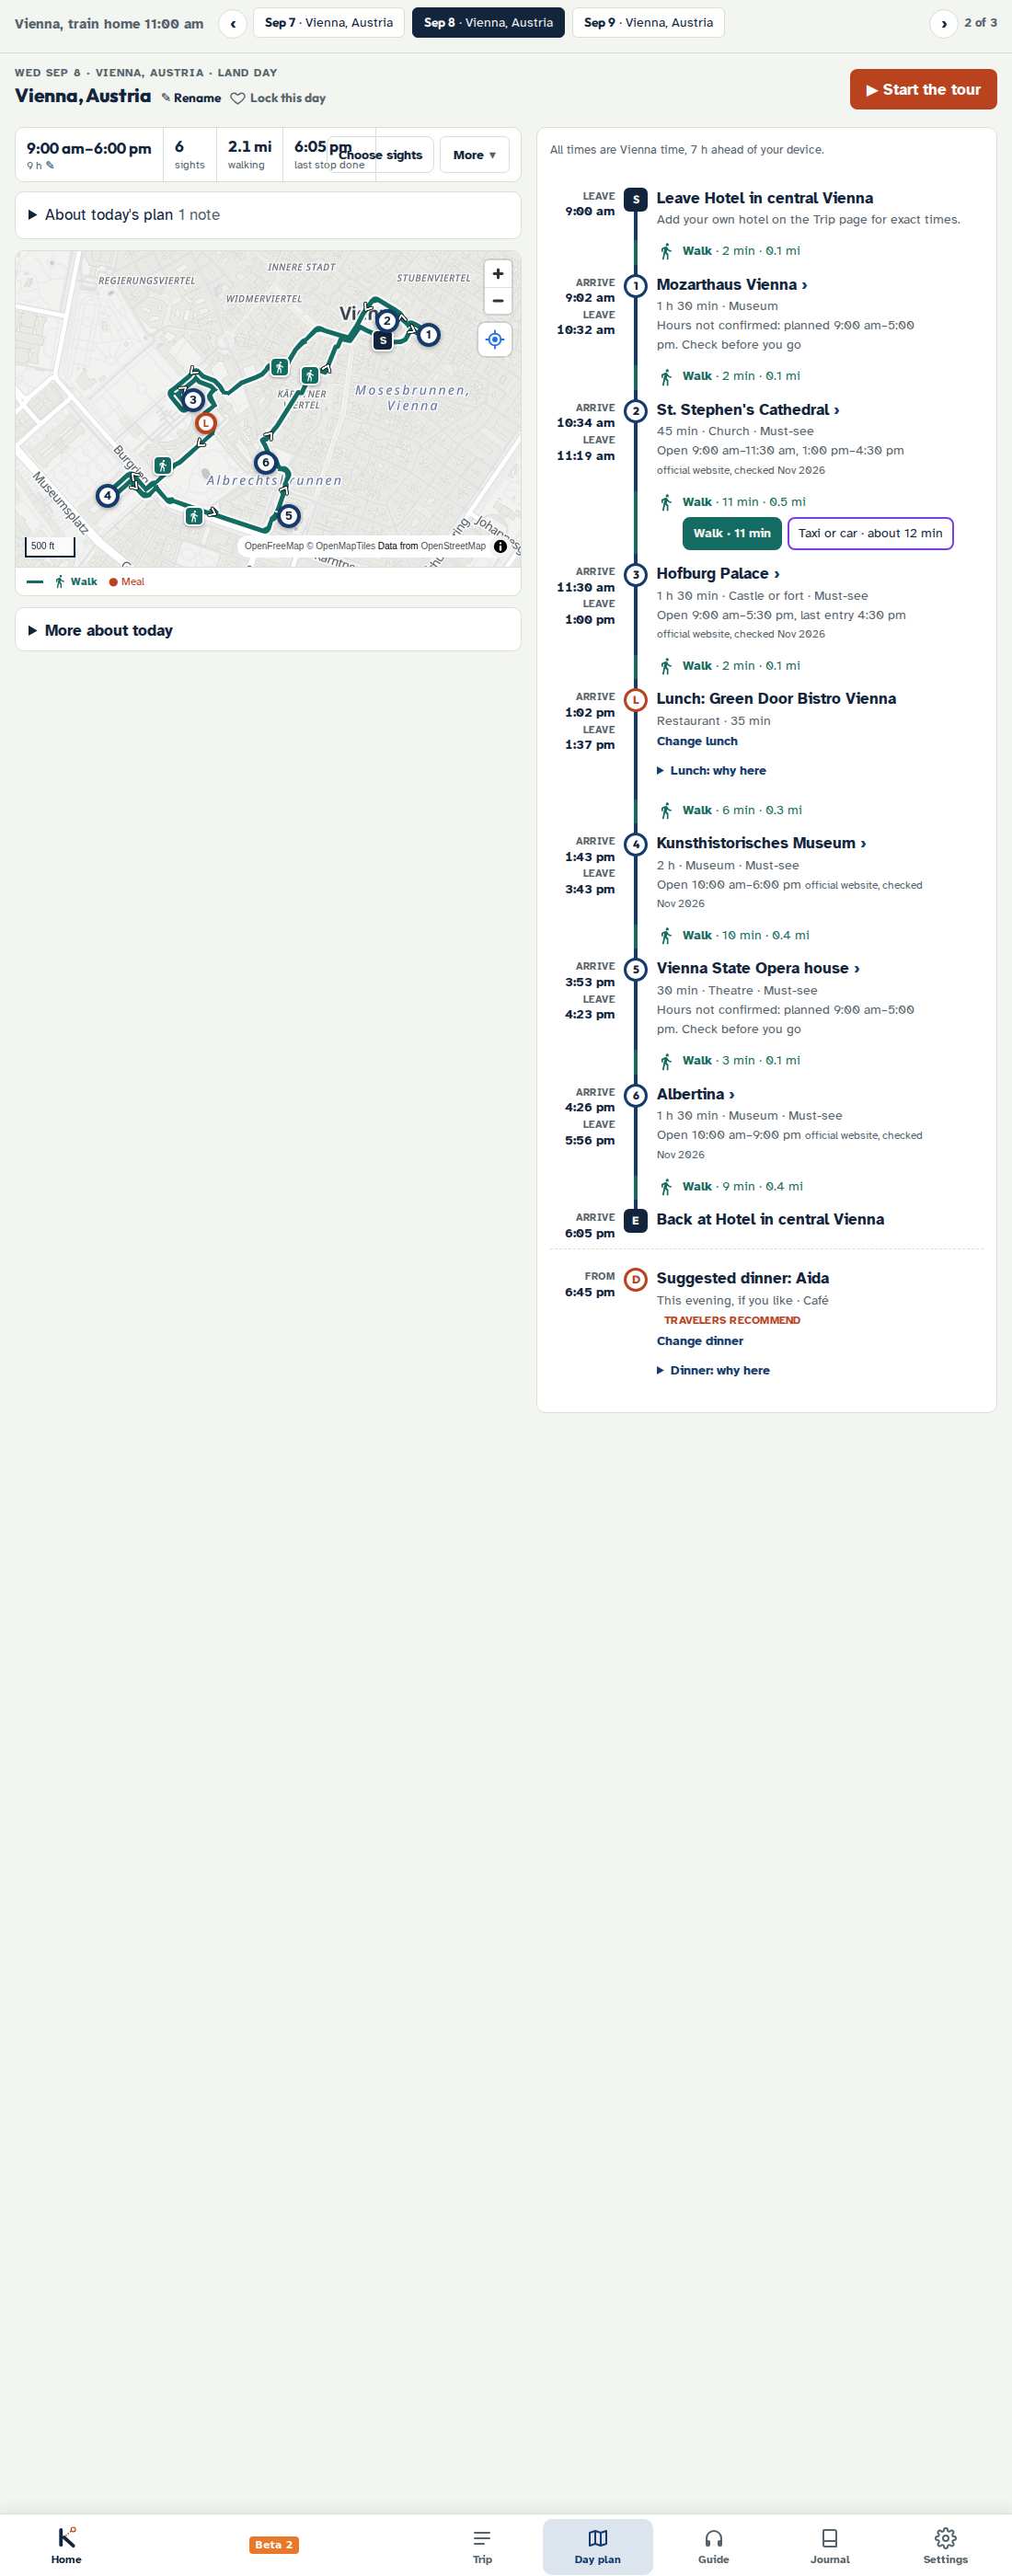 Vienna, train home 11:00 am
‹
Sep 7 · Vienna, Austria
Sep 8 · Vienna, Austria
Sep 9 · Vienna, Austria
›
2 of 3
WED SEP 8 · VIENNA, AUSTRIA · LAND DAY
Vienna, Austria ✎ Rename Lock this day
▶ Start the tour
9:00 am–6:00 pm
9 h ✎
6
sights
2.1 mi
walking
6:05 pm
last stop done
Choose sights
More ▾
▶ About today's plan 1 note
INNERE STADT
REGIERUNGSVIERTEL
STUBENVIERTEL
WIDMERVIERTEL
+
−
2
1
S
Mosesbrunnen,
Vienna
3
L
6
4
5
Museumsplatz
500 ft
OpenFreeMap © OpenMapTiles Data from OpenStreetMap
Walk
Meal
▶ More about today
All times are Vienna time, 7 h ahead of your device.
LEAVE
9:00 am
S
Leave Hotel in central Vienna
Add your own hotel on the Trip page for exact times.
Walk · 2 min · 0.1 mi
ARRIVE
9:02 am
LEAVE
10:32 am
1
Mozarthaus Vienna ›
1 h 30 min · Museum
Hours not confirmed: planned 9:00 am–5:00
pm. Check before you go
Walk · 2 min · 0.1 mi
ARRIVE
10:34 am
LEAVE
11:19 am
2
St. Stephen's Cathedral ›
45 min · Church · Must-see
Open 9:00 am–11:30 am, 1:00 pm–4:30 pm
official website, checked Nov 2026
Walk · 11 min · 0.5 mi
Walk · 11 min
Taxi or car · about 12 min
ARRIVE
11:30 am
LEAVE
1:00 pm
3
Hofburg Palace ›
1 h 30 min · Castle or fort · Must-see
Open 9:00 am–5:30 pm, last entry 4:30 pm
official website, checked Nov 2026
Walk · 2 min · 0.1 mi
ARRIVE
1:02 pm
LEAVE
1:37 pm
L
Lunch: Green Door Bistro Vienna
Restaurant · 35 min
Change lunch
▶ Lunch: why here
Walk · 6 min · 0.3 mi
ARRIVE
1:43 pm
LEAVE
3:43 pm
4
Kunsthistorisches Museum ›
2 h · Museum · Must-see
Open 10:00 am–6:00 pm official website, checked
Nov 2026
Walk · 10 min · 0.4 mi
ARRIVE
3:53 pm
LEAVE
4:23 pm
5
Vienna State Opera house ›
30 min · Theatre · Must-see
Hours not confirmed: planned 9:00 am–5:00
pm. Check before you go
Walk · 3 min · 0.1 mi
ARRIVE
4:26 pm
LEAVE
5:56 pm
6
Albertina ›
1 h 30 min · Museum · Must-see
Open 10:00 am–9:00 pm official website, checked
Nov 2026
Walk · 9 min · 0.4 mi
ARRIVE
6:05 pm
E
Back at Hotel in central Vienna
FROM
6:45 pm
D
Suggested dinner: Aida
This evening, if you like · Café
TRAVELERS RECOMMEND
Change dinner
▶ Dinner: why here
Home
Beta 2
Trip
Day plan
Guide
Journal
Settings